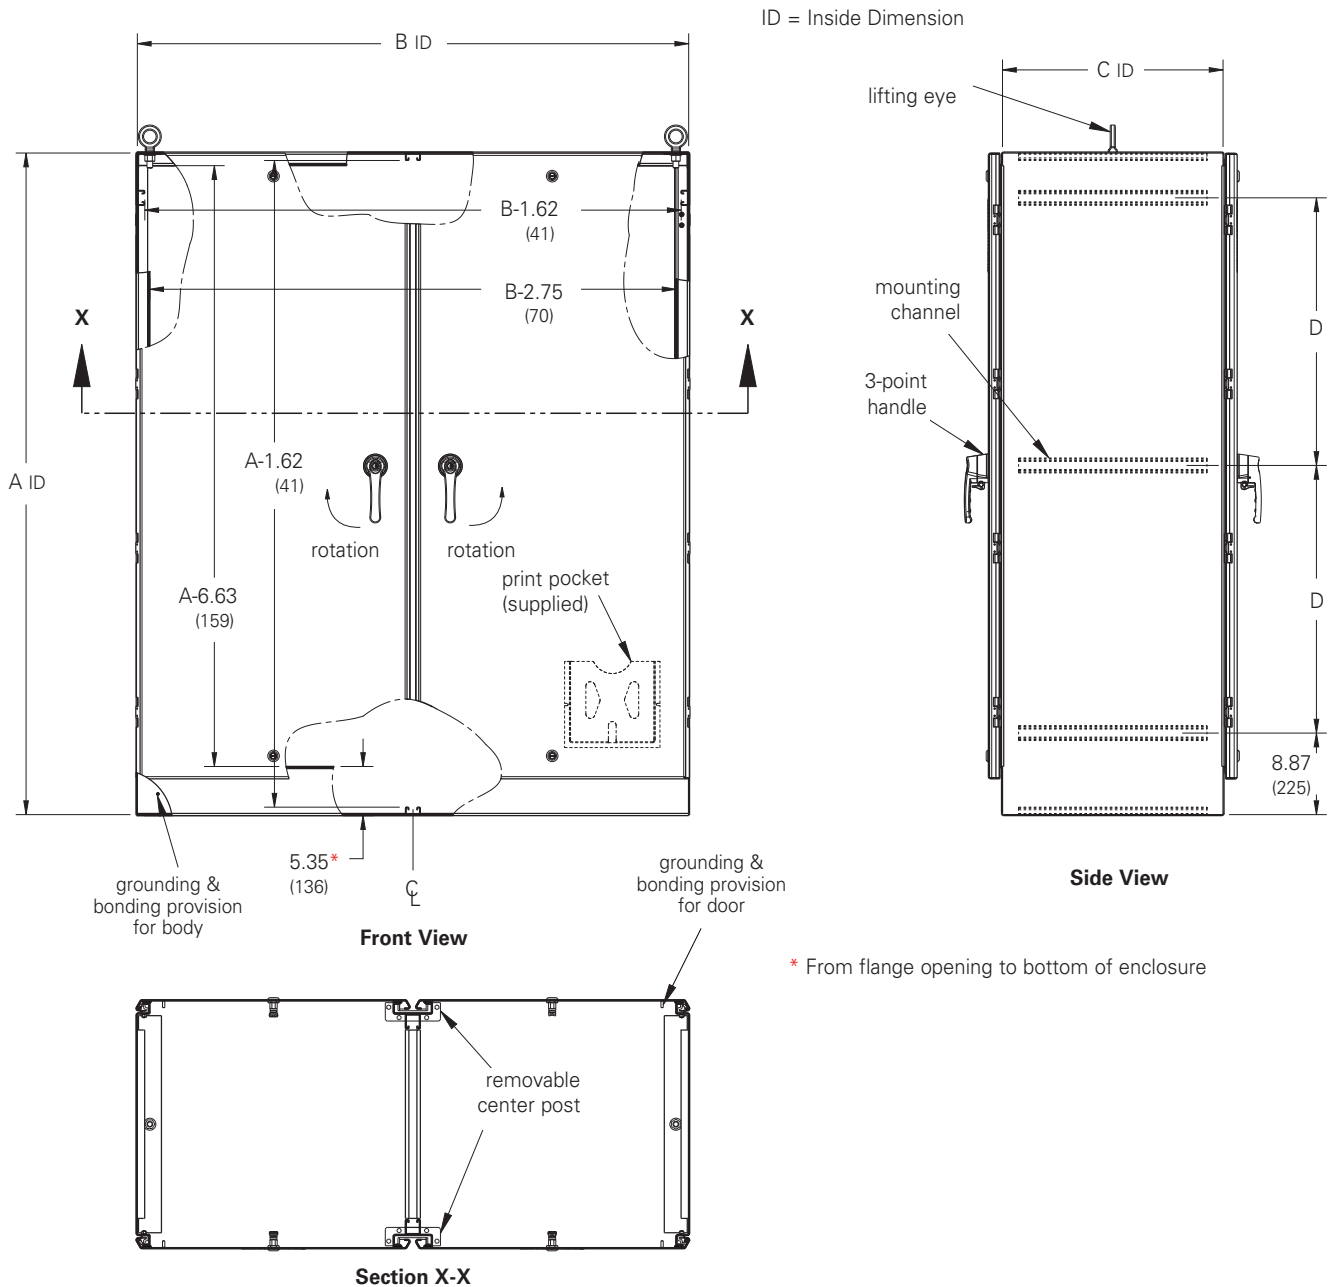 ID = Inside Dimension
B ID
C ID
lifting eye
B-1.62
(41)
B-2.75
(70)
X
X
mounting
channel
D
3-point
handle
A ID
A-1.62
(41)
rotation
rotation
print pocket
(supplied)
A-6.63
(159)
D
8.87
(225)
5.35*
(136)
CL
grounding &
bonding provision
for body
grounding &
bonding provision
for door
Side View
Front View
* From flange opening to bottom of enclosure
removable
center post
Section X-X